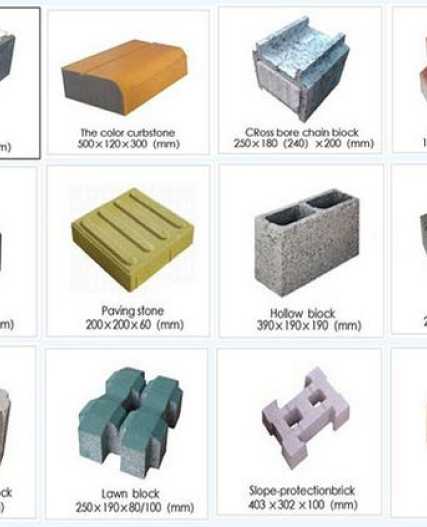 m)
The color curbstone
500×120×300 (mm)
CRoss bore chain biock
250×180 (240) ×200 (mm)
1
m)
Paving stone
200×200×60 (mm)
Hollow biock
390×190×190 (mm)
2
ck
)
Lawn block
250×190×80/100 (mm)
Slope-protectionbrick
403×302×100 (mm)